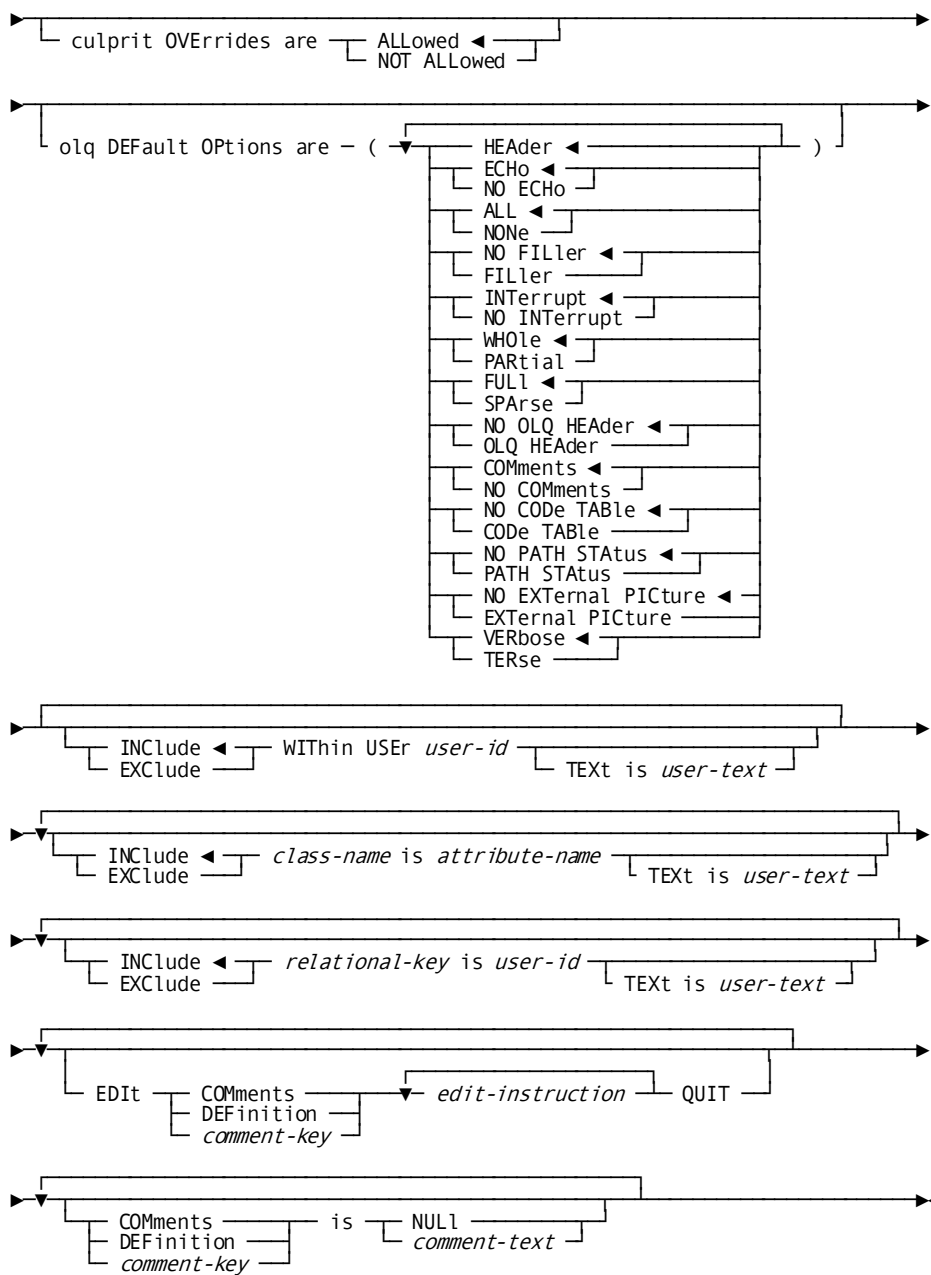 culprit OVErrides are ALLowed
NOT ALLowed
olq DEFault OPtions are ( HEAder )
ECHo
NO ECHo
ALL
NONe
NO FILler
FILler
INTerrupt
NO INTerrupt
WHOle
PARtial
FULl
SPArse
NO OLQ HEAder
OLQ HEAder
COMments
NO COMments
NO CODe TABle
CODe TABle
NO PATH STAtus
PATH STAtus
NO EXTernal PICture
EXTernal PICture
VERbose
TERse
INClude WIThin USEr user-id
EXClude TEXt is user-text
INClude class-name is attribute-name
EXClude TEXt is user-text
INClude relational-key is user-id
EXClude TEXt is user-text
EDIt COMments edit-instruction QUIT
DEFinition
comment-key
COMments is NULl
DEFinition comment-text
comment-key